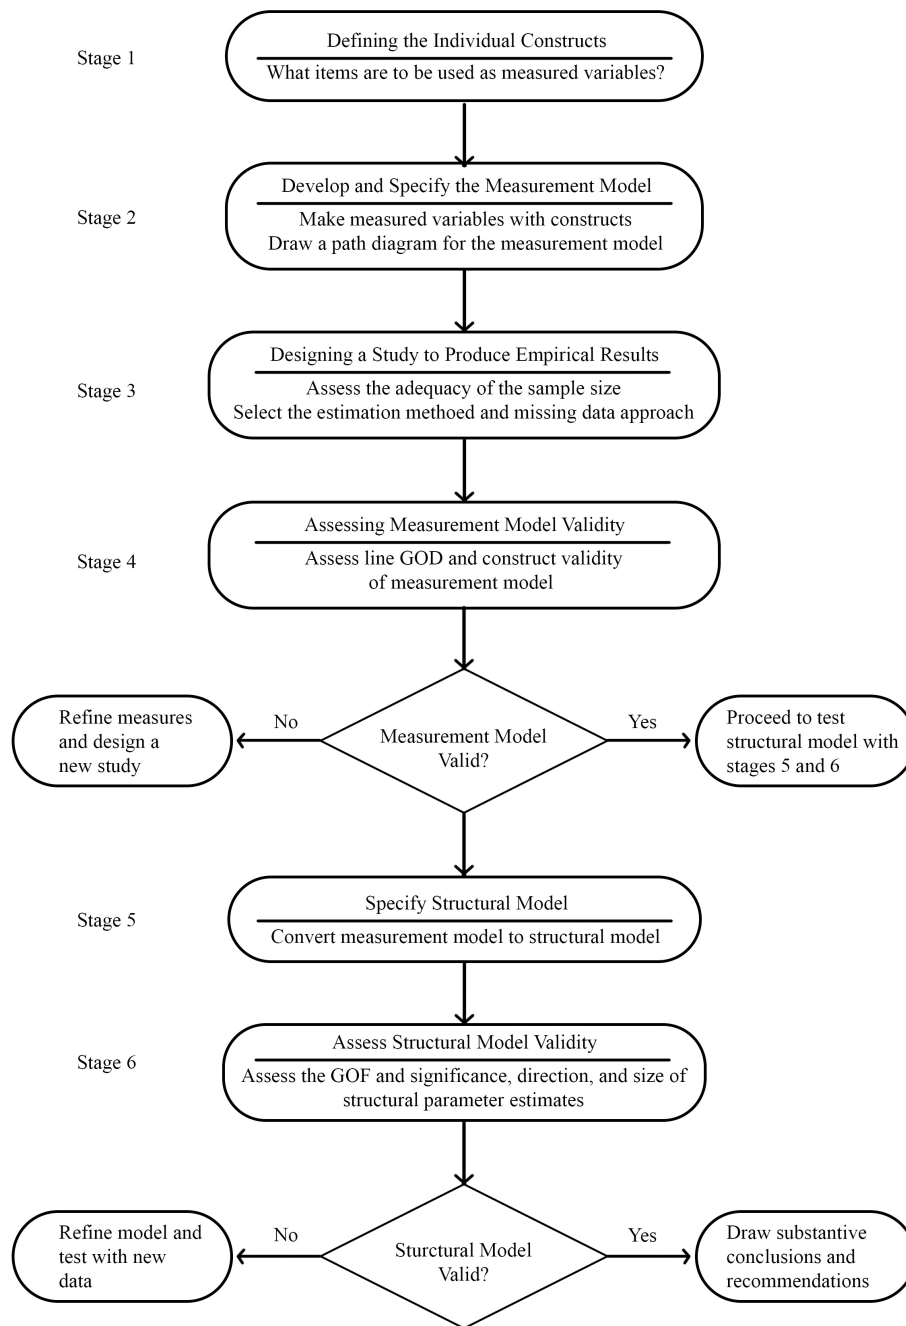 Stage 1
Defining the Individual Constructs
What items are to be used as measured variables?
Stage 2
Develop and Specify the Measurement Model
Make measured variables with constructs
Draw a path diagram for the measurement model
Stage 3
Designing a Study to Produce Empirical Results
Assess the adequacy of the sample size
Select the estimation methoed and missing data approach
Stage 4
Assessing Measurement Model Validity
Assess line GOD and construct validity
of measurement model
Refine measures
and design a
new study
No
Measurement Model
Valid?
Yes
Proceed to test
structural model with
stages 5 and 6
Stage 5
Specify Structural Model
Convert measurement model to structural model
Stage 6
Assess Structural Model Validity
Assess the GOF and significance, direction, and size of
structural parameter estimates
Refine model and
test with new
data
No
Sturctural Model
Valid?
Yes
Draw substantive
conclusions and
recommendations